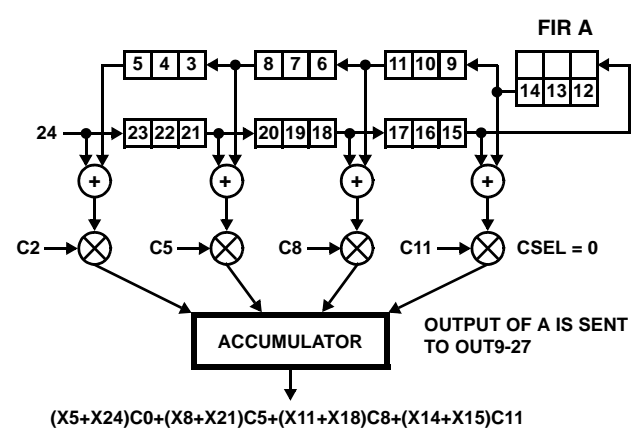 FIR A
5 4 3 8 7 6 11 10 9
14 13 12
24 23 22 21 20 19 18 17 16 15
+ + + +
C2 C5 C8 C11 CSEL = 0
ACCUMULATOR
OUTPUT OF A IS SENT
TO OUT9-27
(X5+X24)C0+(X8+X21)C5+(X11+X18)C8+(X14+X15)C11